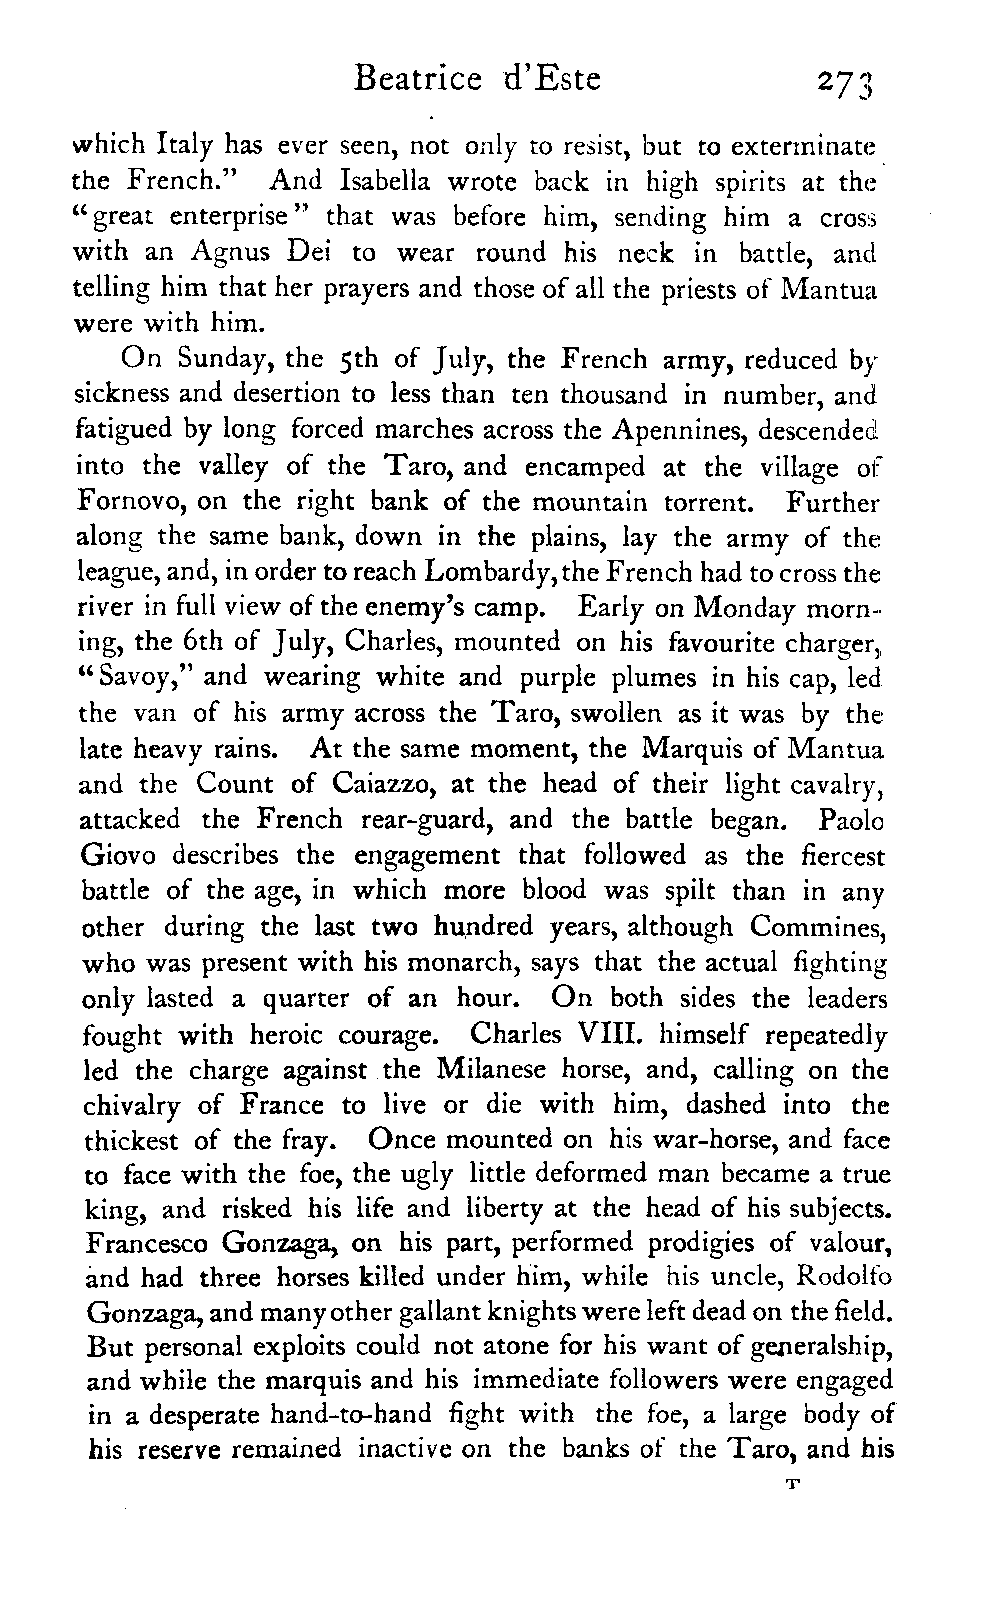 Beatrice d'Este 273
which Italy has ever seen, not only to resist, but to exterminate
the French." And Isabella wrote back in high spirits at the
"great enterprise" that was before him, sending him a cross
with an Agnus Dei to wear round his neck in battle, and
telling him that her prayers and those of all the priests of Mantua
were with him.
On Sunday, the 5th of July, the French army, reduced by
sickness and desertion to less than ten thousand in number, and
fatigued by long forced marches across the Apennines, descended
into the valley of the Taro, and encamped at the village of
Fornovo, on the right bank of the mountain torrent. Further
along the same bank, down in the plains, lay the army of the
league, and, in order to reach Lombardy, the French had to cross the
river in full view of the enemy's camp. Early on Monday morn-
ing, the 6th of July, Charles, mounted on his favourite charger,
"Savoy," and wearing white and purple plumes in his cap, led
the van of his army across the Taro, swollen as it was by the
late heavy rains. At the same moment, the Marquis of Mantua
and the Count of Caiazzo, at the head of their light cavalry,
attacked the French rear-guard, and the battle began. Paolo
Giovo describes the engagement that followed as the fiercest
battle of the age, in which more blood was spilt than in any
other during the last two hundred years, although Commines,
who was present with his monarch, says that the actual fighting
only lasted a quarter of an hour. On both sides the leaders
fought with heroic courage. Charles VIII. himself repeatedly
led the charge against the Milanese horse, and, calling on the
chivalry of France to live or die with him, dashed into the
thickest of the fray. Once mounted on his war-horse, and face
to face with the foe, the ugly little deformed man became a true
king, and risked his life and liberty at the head of his subjects.
Francesco Gonzaga, on his part, performed prodigies of valour,
and had three horses killed under him, while his uncle, Rodolfo
Gonzaga, and many other gallant knights were left dead on the field.
But personal exploits could not atone for his want of generalship,
and while the marquis and his immediate followers were engaged
in a desperate hand-to-hand fight with the foe, a large body of
his reserve remained inactive on the banks of the Taro, and his
T